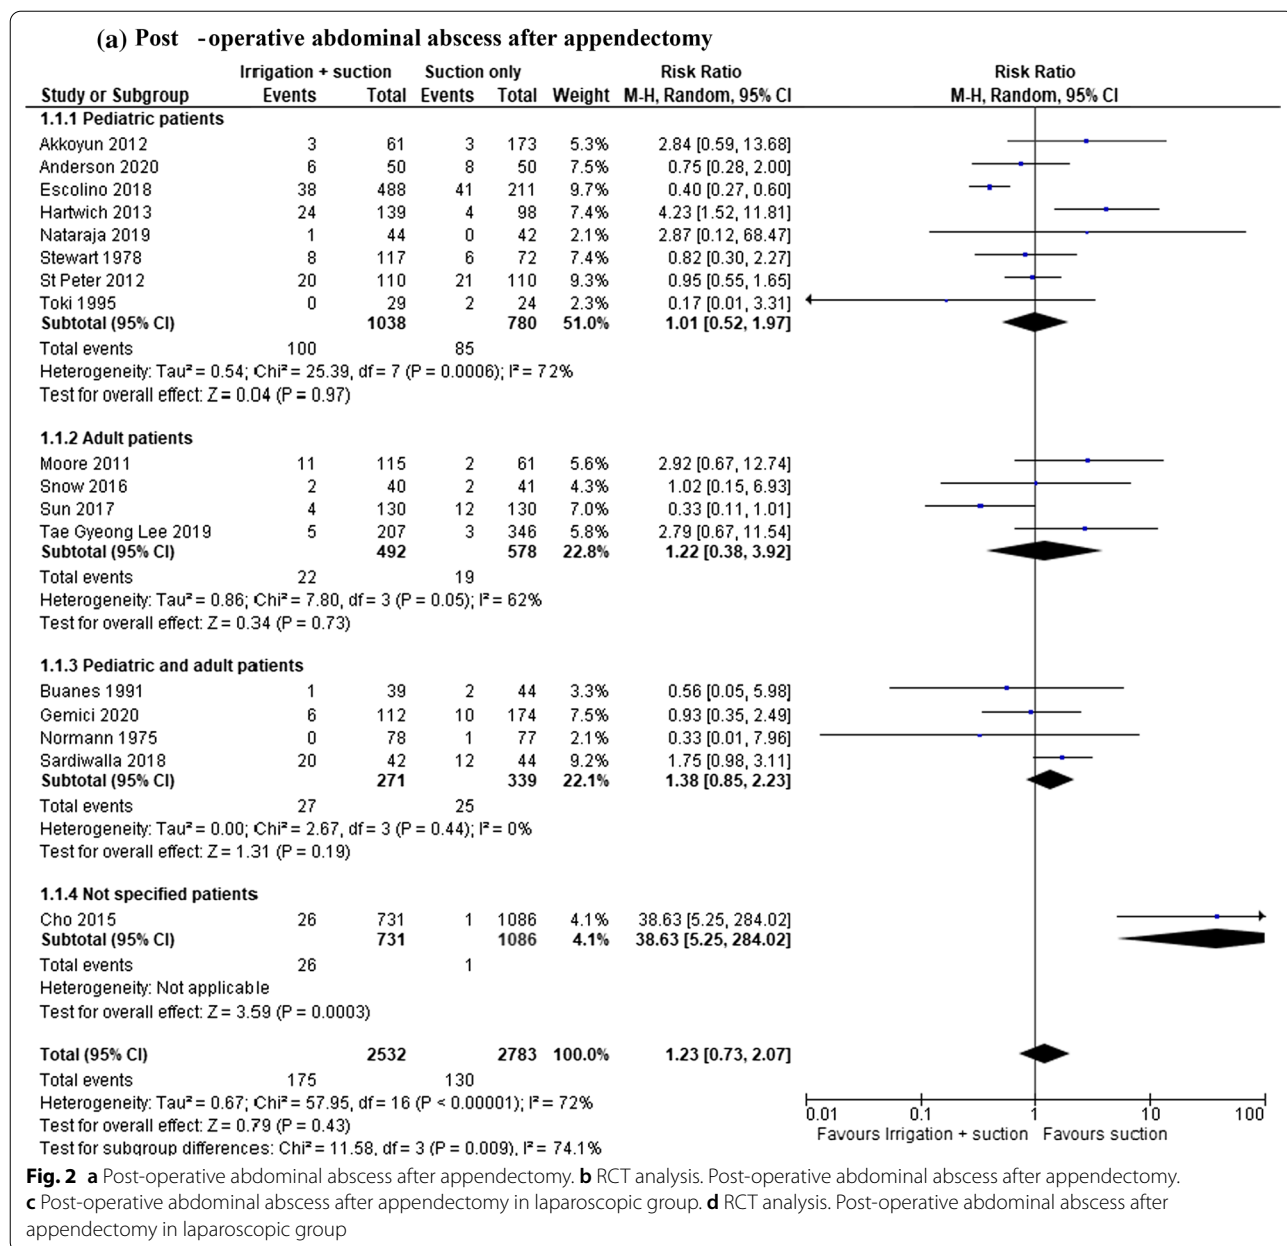 (a) Post -operative abdominal abscess after appendectomy
Irrigation + suction Suction only Risk Ratio Risk Ratio
Study or Subgroup Events Total Events Total Weight M-H, Random, 95% CI M-H, Random, 95% CI
1.1.1 Pediatric patients
Akkoyun 2012 3 61 3 173 5.3% 2.84 [0.59, 13.68]
Anderson 2020 6 50 8 50 7.5% 0.75 [0.28, 2.00]
Escolino 2018 38 488 41 211 9.7% 0.40 [0.27, 0.60]
Hartwich 2013 24 139 4 98 7.4% 4.23 [1.52, 11.81]
Nataraja 2019 1 44 0 42 2.1% 2.87 [0.12, 68.47]
Stewart 1978 8 117 6 72 7.4% 0.82 [0.30, 2.27]
St Peter 2012 20 110 21 110 9.3% 0.95 [0.55, 1.65]
Toki 1995 0 29 2 24 2.3% 0.17 [0.01, 3.31]
Subtotal (95% CI) 1038 780 51.0% 1.01 [0.52, 1.97]
Total events 100 85
Heterogeneity: Tau² = 0.54; Chi² = 25.39, df = 7 (P = 0.0006); I² = 72%
Test for overall effect: Z = 0.04 (P = 0.97)
1.1.2 Adult patients
Moore 2011 11 115 2 61 5.6% 2.92 [0.67, 12.74]
Snow 2016 2 40 2 41 4.3% 1.02 [0.15, 6.93]
Sun 2017 4 130 12 130 7.0% 0.33 [0.11, 1.01]
Tae Gyeong Lee 2019 5 207 3 346 5.8% 2.79 [0.67, 11.54]
Subtotal (95% CI) 492 578 22.8% 1.22 [0.38, 3.92]
Total events 22 19
Heterogeneity: Tau² = 0.86; Chi² = 7.80, df = 3 (P = 0.05); I² = 62%
Test for overall effect: Z = 0.34 (P = 0.73)
1.1.3 Pediatric and adult patients
Buanes 1991 1 39 2 44 3.3% 0.56 [0.05, 5.98]
Gemici 2020 6 112 10 174 7.5% 0.93 [0.35, 2.49]
Normann 1975 0 78 1 77 2.1% 0.33 [0.01, 7.96]
Sardiwalla 2018 20 42 12 44 9.2% 1.75 [0.98, 3.11]
Subtotal (95% CI) 271 339 22.1% 1.38 [0.85, 2.23]
Total events 27 25
Heterogeneity: Tau² = 0.00; Chi² = 2.67, df = 3 (P = 0.44); I² = 0%
Test for overall effect: Z = 1.31 (P = 0.19)
1.1.4 Not specified patients
Cho 2015 26 731 1 1086 4.1% 38.63 [5.25, 284.02]
Subtotal (95% CI) 731 1086 4.1% 38.63 [5.25, 284.02]
Total events 26 1
Heterogeneity: Not applicable
Test for overall effect: Z = 3.59 (P = 0.0003)
Total (95% CI) 2532 2783 100.0% 1.23 [0.73, 2.07]
Total events 175 130
Heterogeneity: Tau² = 0.67; Chi² = 57.95, df = 16 (P < 0.00001); I² = 72%
Test for overall effect: Z = 0.79 (P = 0.43)
Test for subgroup differences: Chi² = 11.58, df = 3 (P = 0.009), I² = 74.1%
0.01 0.1 1 10 100
Favours Irrigation + suction Favours suction
Fig. 2 a Post-operative abdominal abscess after appendectomy. b RCT analysis. Post-operative abdominal abscess after appendectomy.
c Post-operative abdominal abscess after appendectomy in laparoscopic group. d RCT analysis. Post-operative abdominal abscess after
appendectomy in laparoscopic group